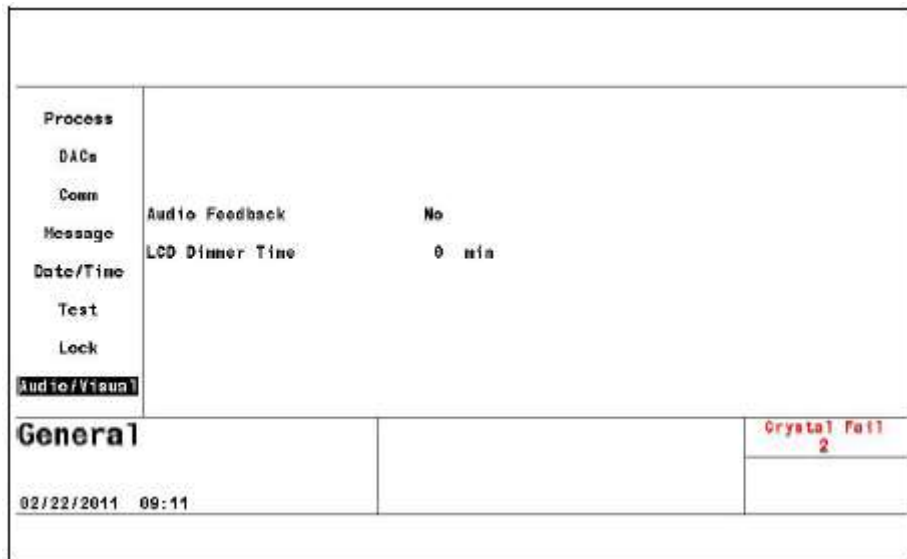 Process
DACs
Comm
Message
Date/Time
Test
Lock
Audio/Visual
Audio Feedback No
LCD Dimmer Time 0 min
General
02/22/2011 09:11
Crystal Fail
2